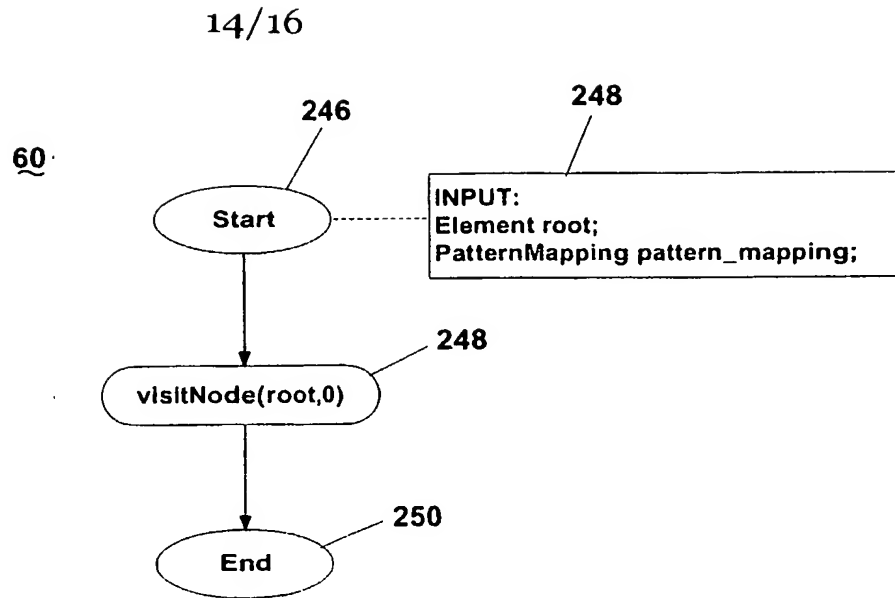 14/16
246
248
60
Start
INPUT:
Element root;
PatternMapping pattern_mapping;
248
visitNode(root,0)
250
End